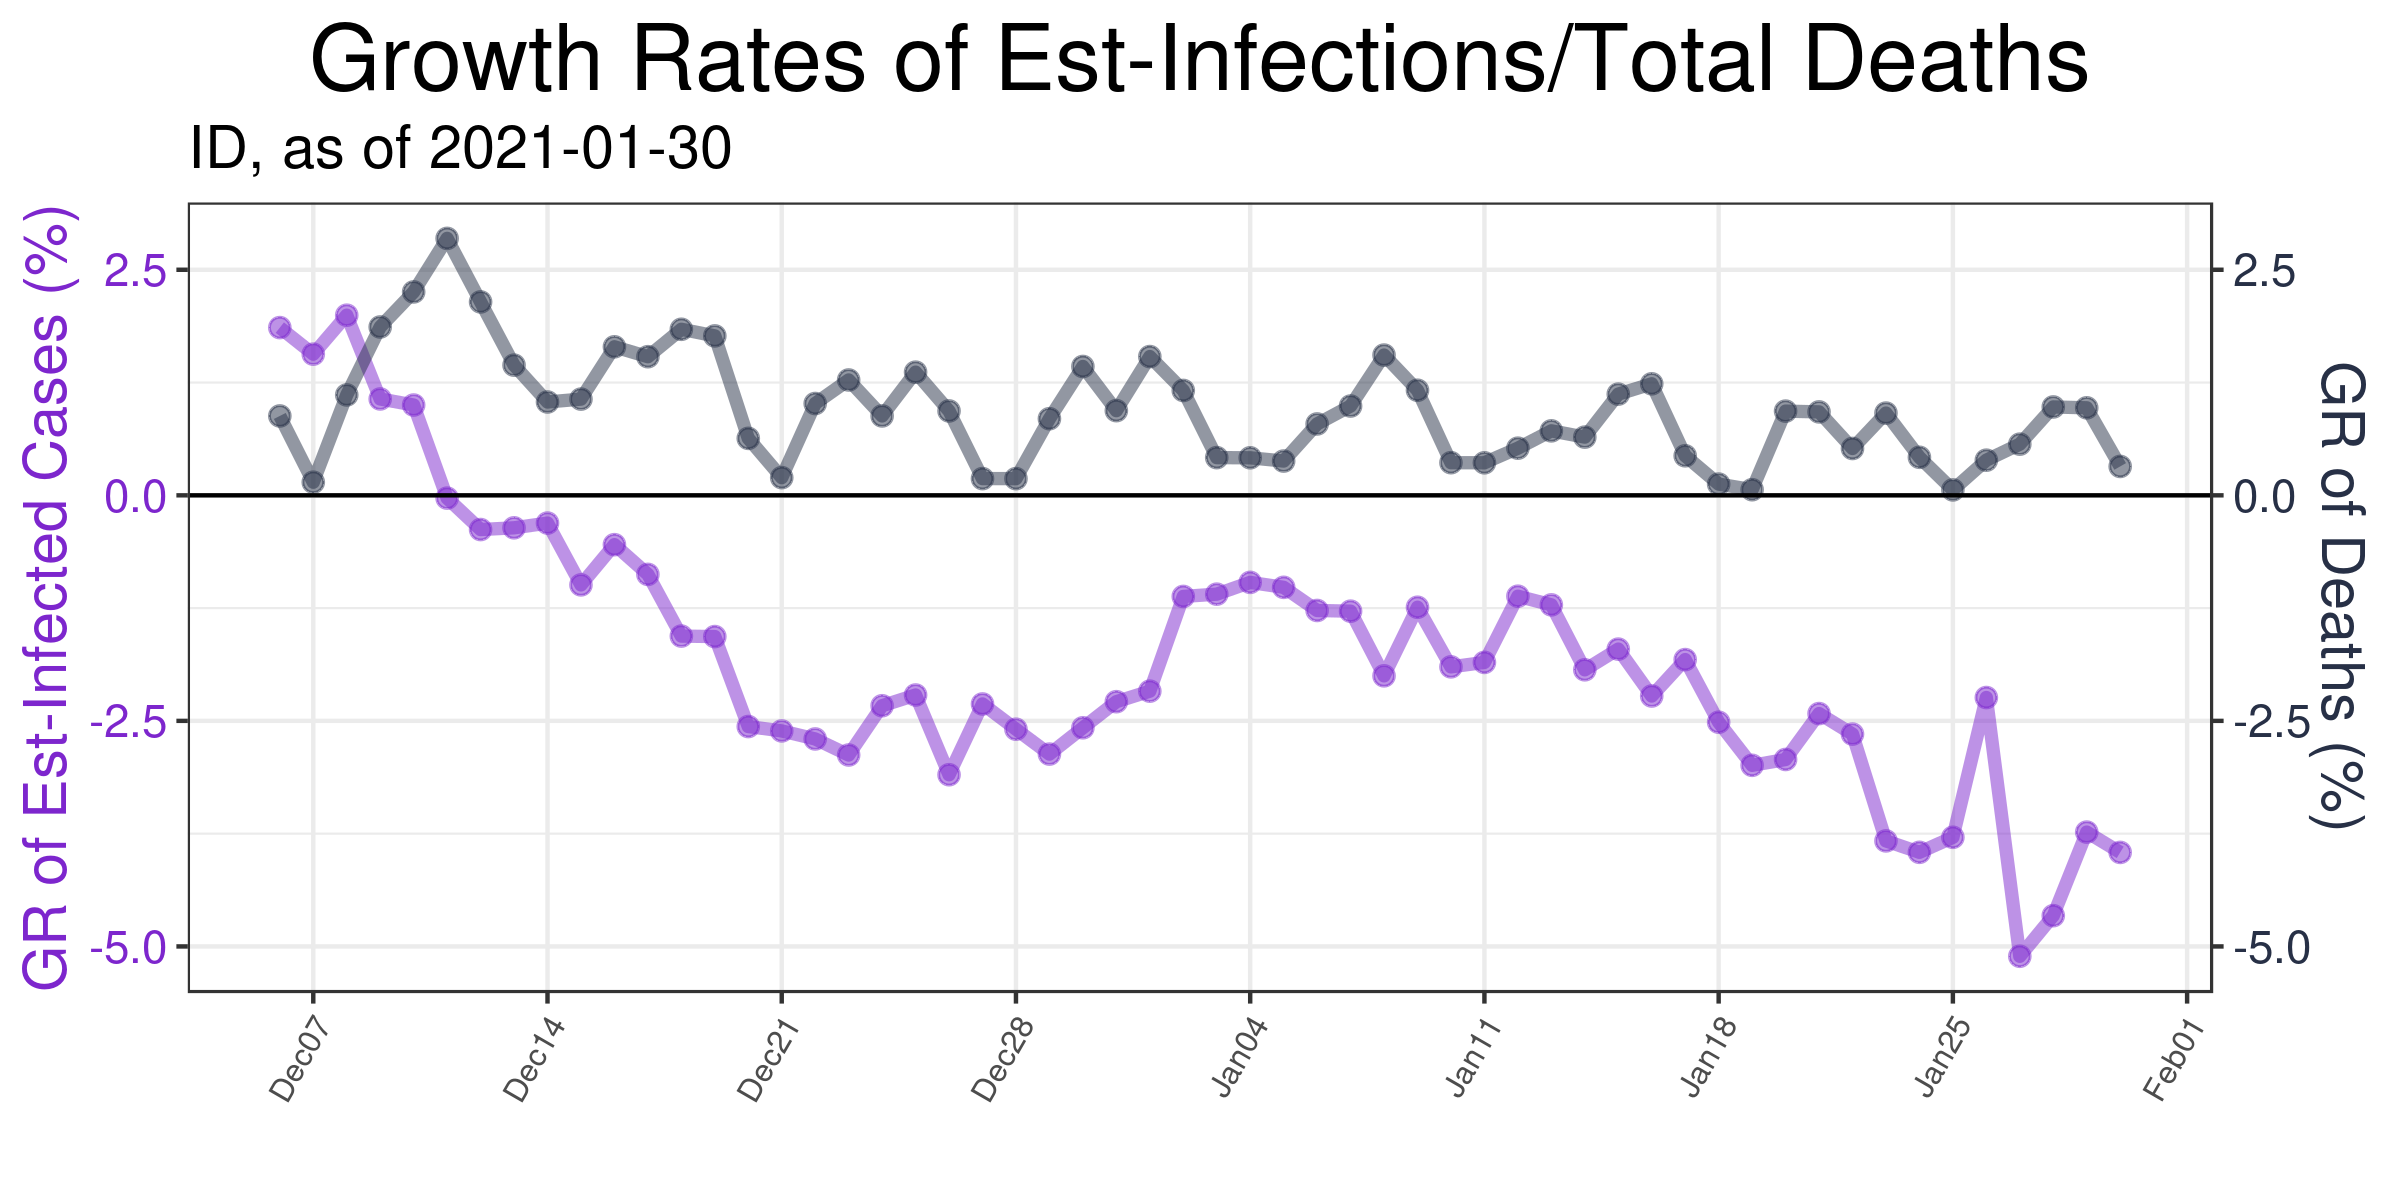 Growth Rates of Est-Infections/Total Deaths
ID, as of 2021-01-30
GR of Est-Infected Cases (%)
2.5
0.0
-2.5
-5.0
2.5
0.0
-2.5
-5.0
GR of Deaths (%)
Dec07
Dec14
Dec21
Dec28
Jan04
Jan11
Jan18
Jan25
Feb01